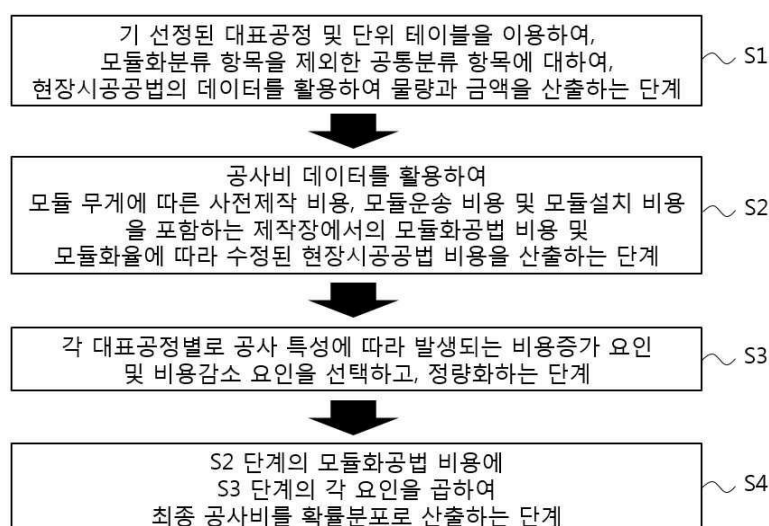 기 선정된 대표공정 및 단위 테이블을 이용하여,
모듈화분류 항목을 제외한 공통분류 항목에 대하여,
현장시공공법의 데이터를 활용하여 물량과 금액을 산출하는 단계
S1
공사비 데이터를 활용하여
모듈 무게에 따른 사전제작 비용, 모듈운송 비용 및 모듈설치 비용
을 포함하는 제작장에서의 모듈화공법 비용 및
모듈화율에 따라 수정된 현장시공공법 비용을 산출하는 단계
S2
각 대표공정별로 공사 특성에 따라 발생되는 비용증가 요인
및 비용감소 요인을 선택하고, 정량화하는 단계
S3
S2 단계의 모듈화공법 비용에
S3 단계의 각 요인을 곱하여
최종 공사비를 확률분포로 산출하는 단계
S4